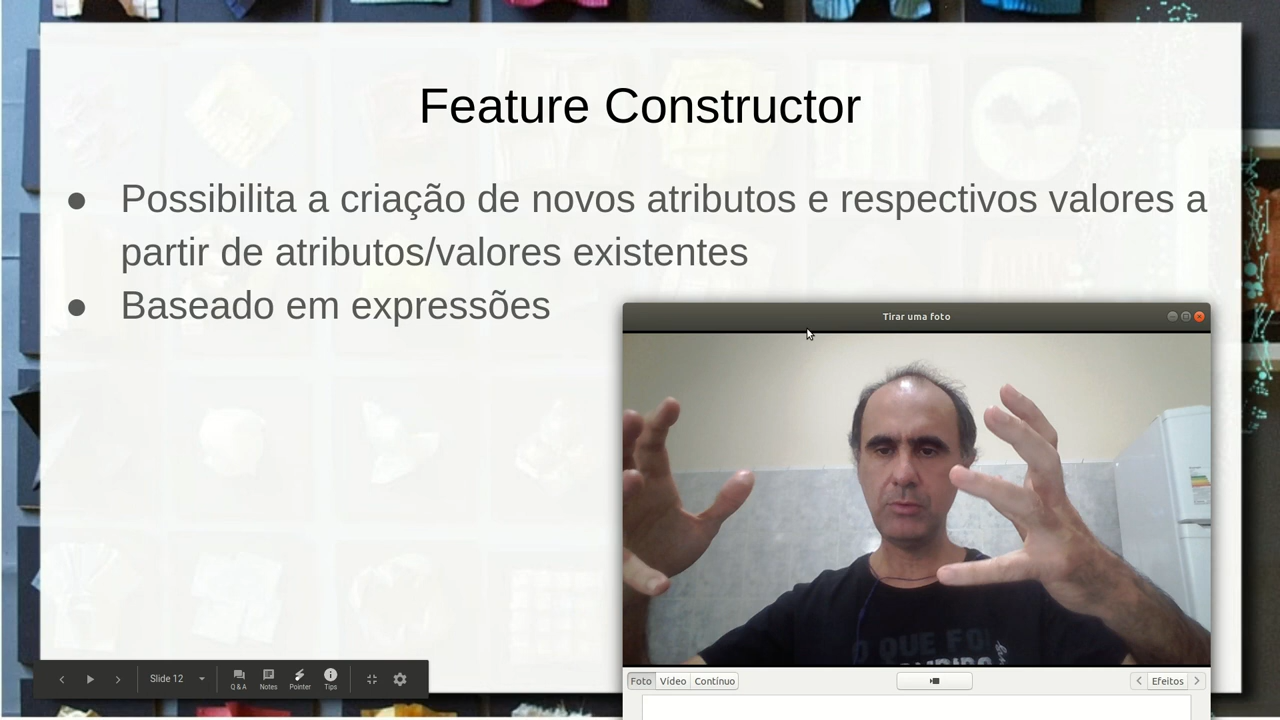 Feature Constructor
● Possibilita a criação de novos atributos e respectivos valores a
partir de atributos/valores existentes
● Baseado em expressões
Tirar uma foto
O QUE FOI
Foto Vídeo Contínuo
Efeitos
Slide 12
Q & A Notes Pointer Tips